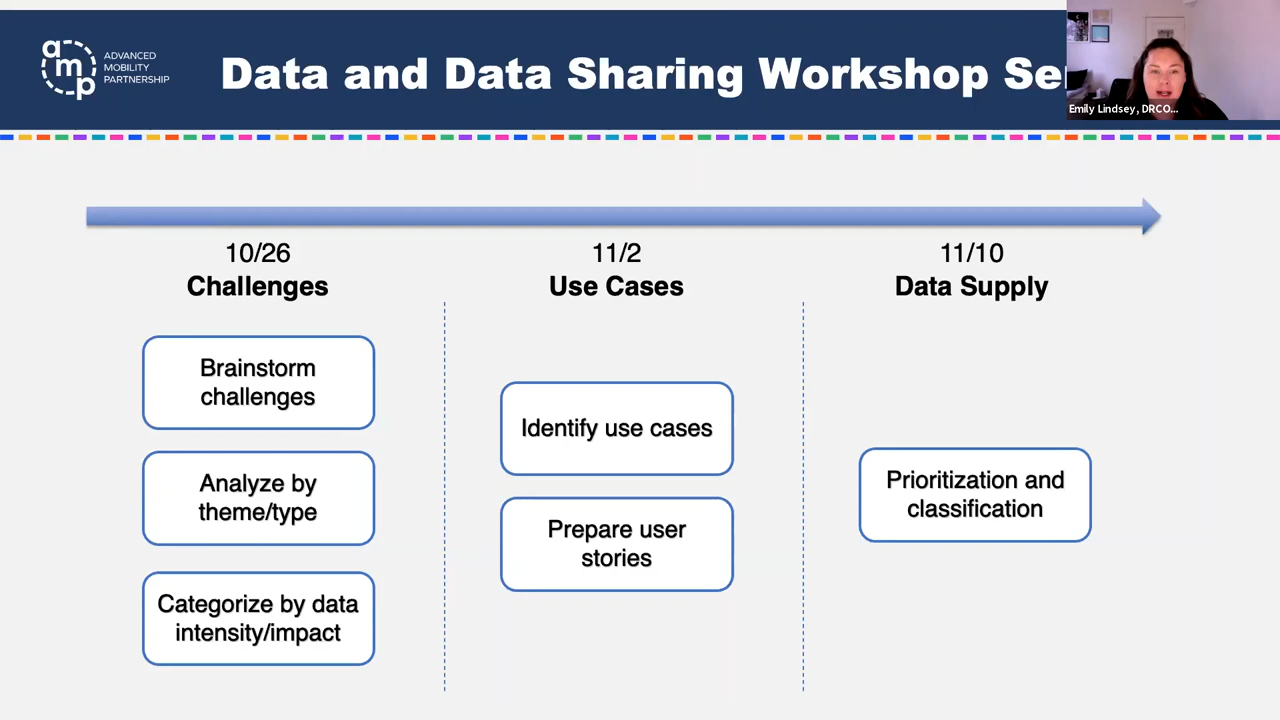 amp
ADVANCED
MOBILITY
PARTNERSHIP
Data and Data Sharing Workshop Se
Emily Lindsey, DRCO...
10/26
Challenges
Brainstorm
challenges
Analyze by
theme/type
Categorize by data
intensity/impact
11/2
Use Cases
Identify use cases
Prepare user
stories
11/10
Data Supply
Prioritization and
classification